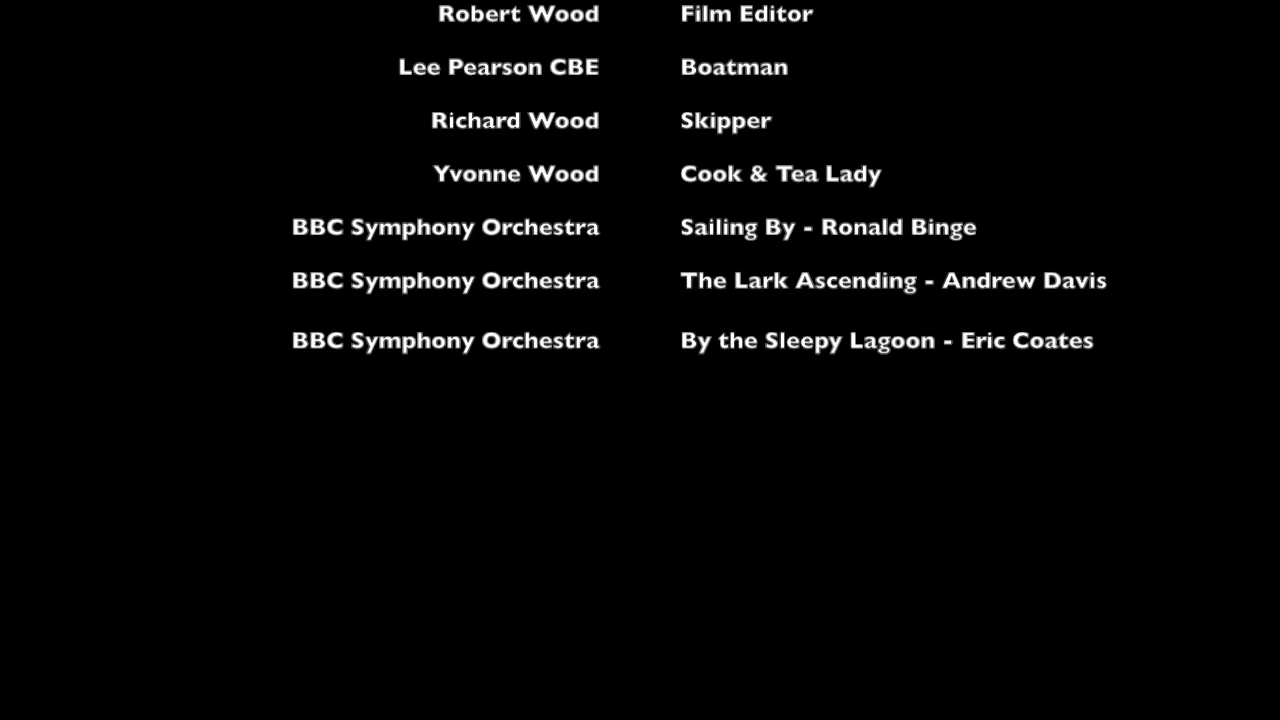 Robert Wood Film Editor
Lee Pearson CBE Boatman
Richard Wood Skipper
Yvonne Wood Cook & Tea Lady
BBC Symphony Orchestra Sailing By - Ronald Binge
BBC Symphony Orchestra The Lark Ascending - Andrew Davis
BBC Symphony Orchestra By the Sleepy Lagoon - Eric Coates